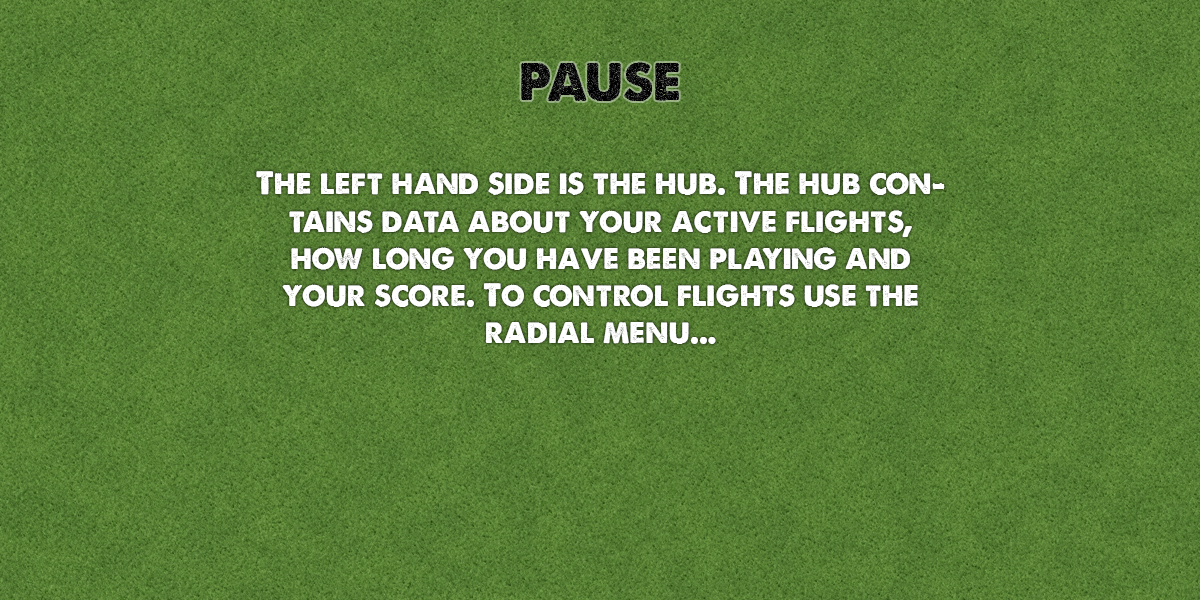 PAUSE
The left hand side is the hub. The hub con-
tains data about your active flights,
how long you have been playing and
your score. To control flights use the
radial menu...